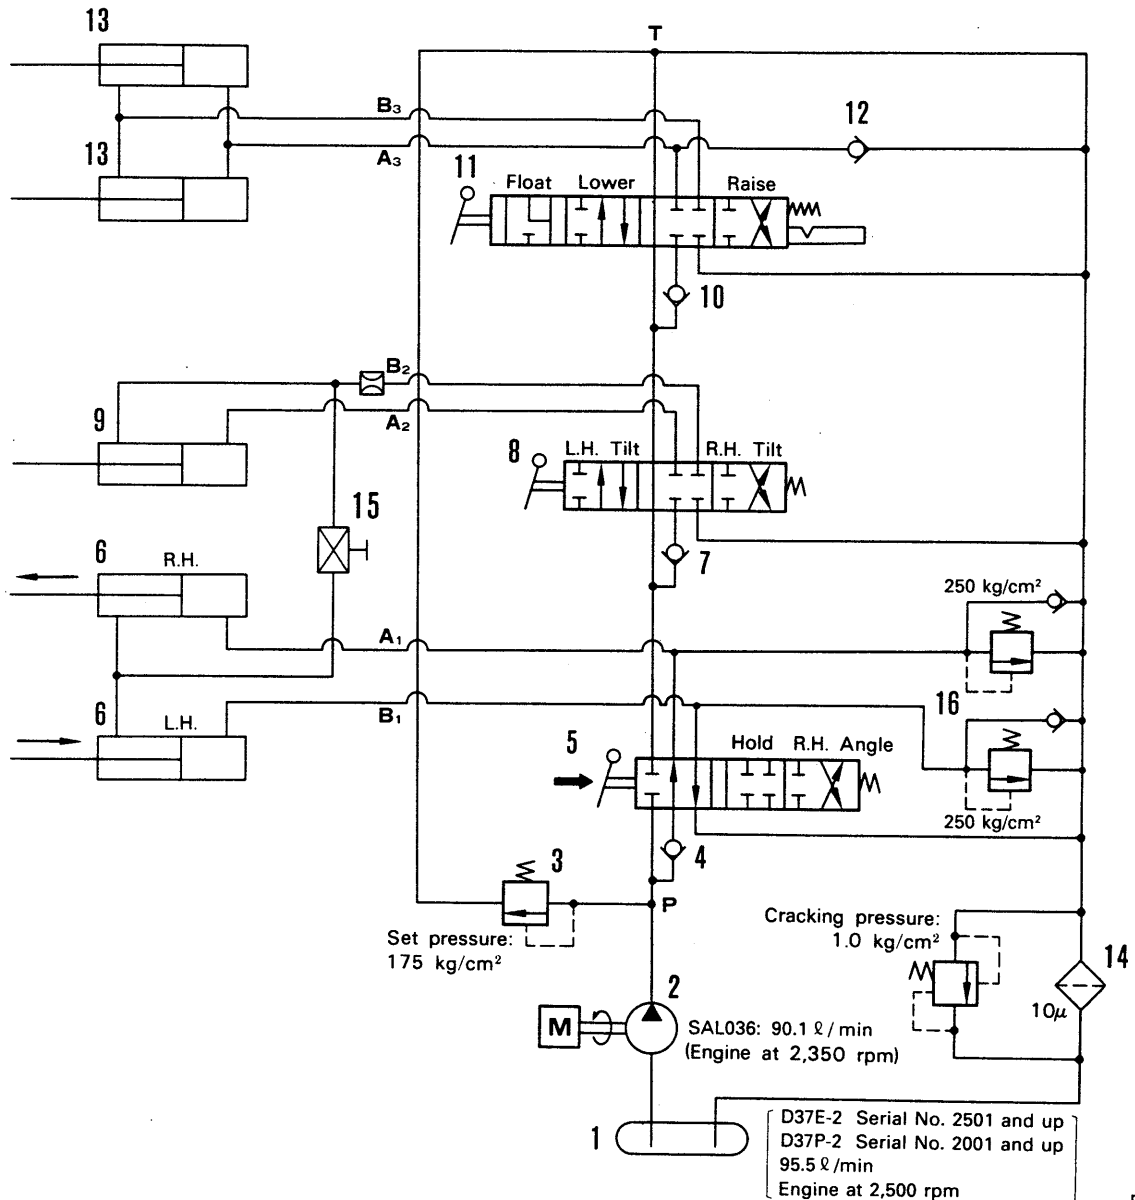 13
T
B3
12
13
A3
11
Float Lower Raise
10
B2
9
A2
8
L.H. Tilt R.H. Tilt
15
7
6
R.H.
250 kg/cm²
A1
16
6
L.H.
B1
5
Hold R.H. Angle
250 kg/cm²
3
4
P
Set pressure:
175 kg/cm²
Cracking pressure:
1.0 kg/cm²
14
10μ
2
M
SAL036: 90.1 ℓ/min
(Engine at 2,350 rpm)
1
D37E-2 Serial No. 2501 and up
D37P-2 Serial No. 2001 and up
95.5 ℓ/min
Engine at 2,500 rpm